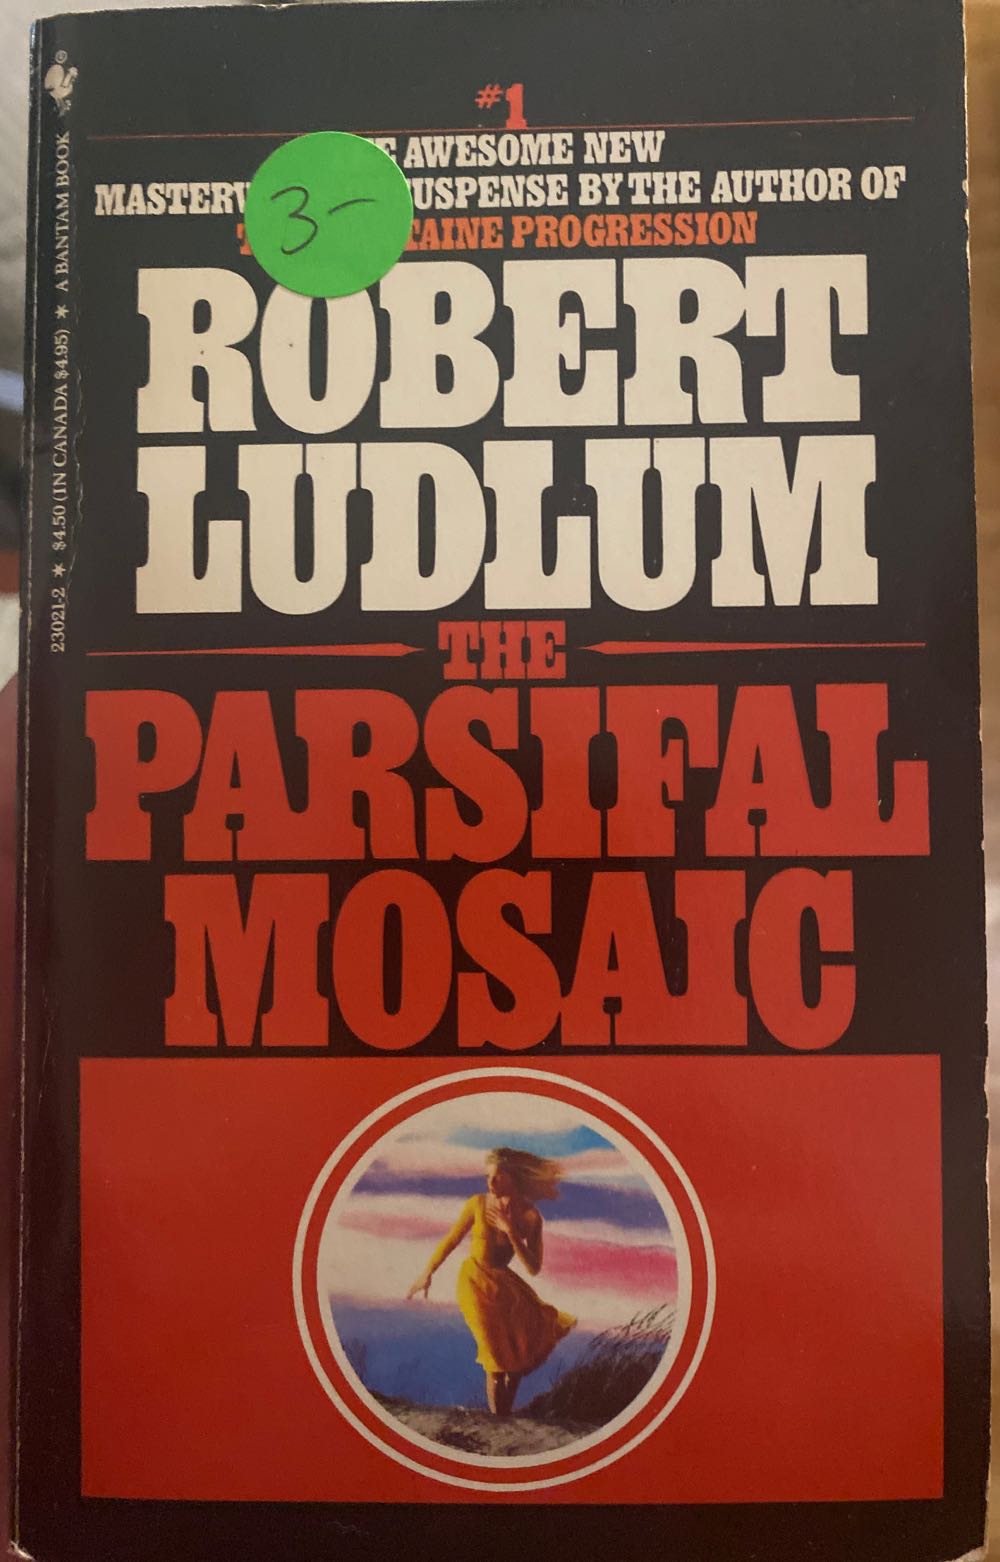 #1
E AWESOME NEW
MASTERW USPENSE BY THE AUTHOR OF
T TAINE PROGRESSION
3-
ROBERT
LUDLUM
THE
PARSIFAL
MOSAIC
23021-2 ★ $4.50 (IN CANADA $4.95) ★ A BANTAM BOOK